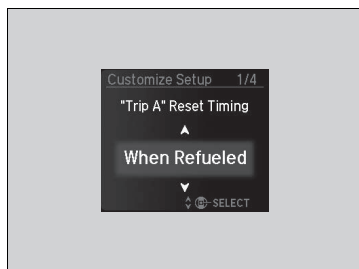 Customize Setup 1/4
"Trip A" Reset Timing
When Refueled
SELECT